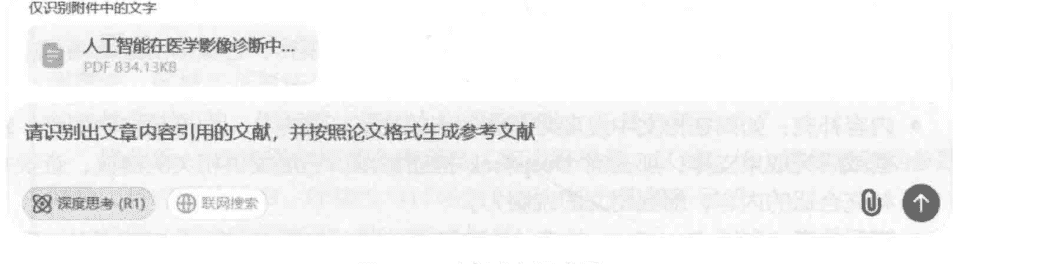 仅识别附件中的文字
人工智能在医学影像诊断中...
PDF 834.13KB
请识别出文章内容引用的文献，并按照论文格式生成参考文献
深度思考 (R1)
联网搜索